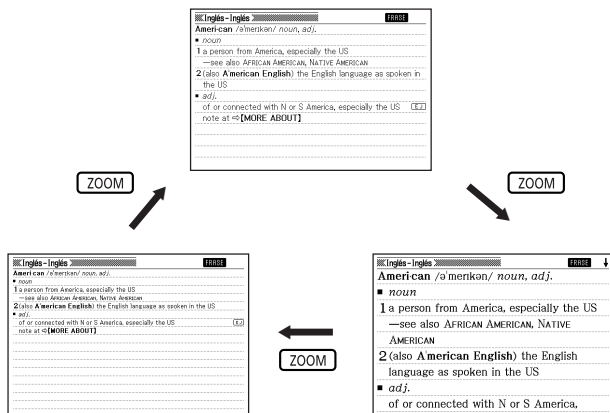 Inglés-Inglés FRASE
Ameri·can /əˈmerɪkən/ noun, adj.
▪ noun
1 a person from America, especially the US
—see also AFRICAN AMERICAN, NATIVE AMERICAN
2 (also Aˈmerican English) the English language as spoken in
the US
▪ adj.
of or connected with N or S America, especially the US EJ
note at ⇨【MORE ABOUT】
ZOOM
ZOOM
Inglés-Inglés FRASE
Ameri·can /əˈmerɪkən/ noun, adj.
▪ noun
1 a person from America, especially the US
—see also AFRICAN AMERICAN, NATIVE AMERICAN
2 (also Aˈmerican English) the English language as spoken in the US
▪ adj.
of or connected with N or S America, especially the US EJ
note at ⇨【MORE ABOUT】
ZOOM
Inglés-Inglés FRASE ↓
Ameri·can /əˈmerɪkən/ noun, adj.
▪ noun
1 a person from America, especially the US
—see also AFRICAN AMERICAN, NATIVE
AMERICAN
2 (also Aˈmerican English) the English
language as spoken in the US
▪ adj.
of or connected with N or S America,